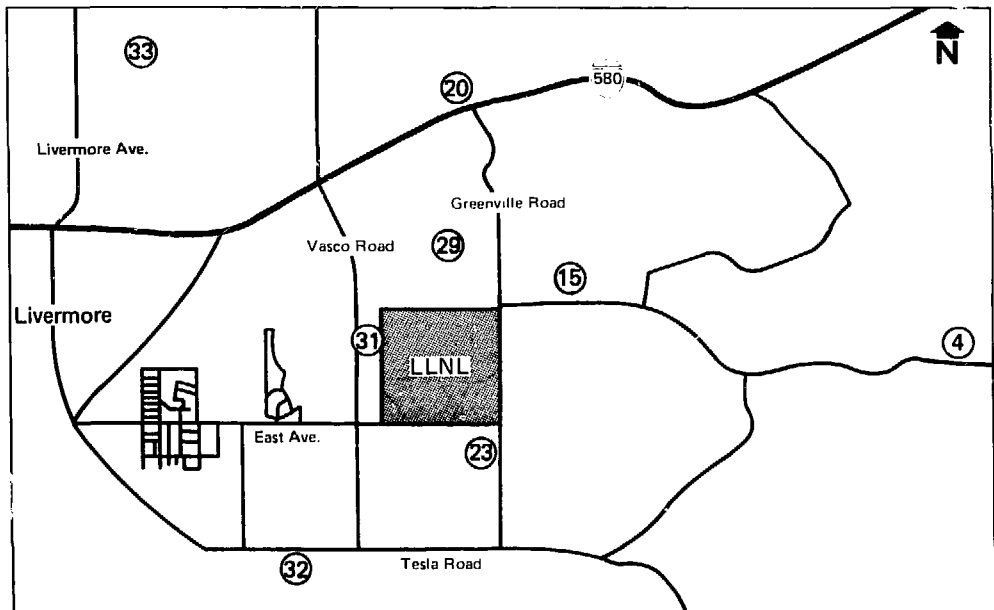 33
N
20
580
Livermore Ave.
Greenville Road
Vasco Road
29
15
Livermore
31
LLNL
4
East Ave.
23
32
Tesla Road